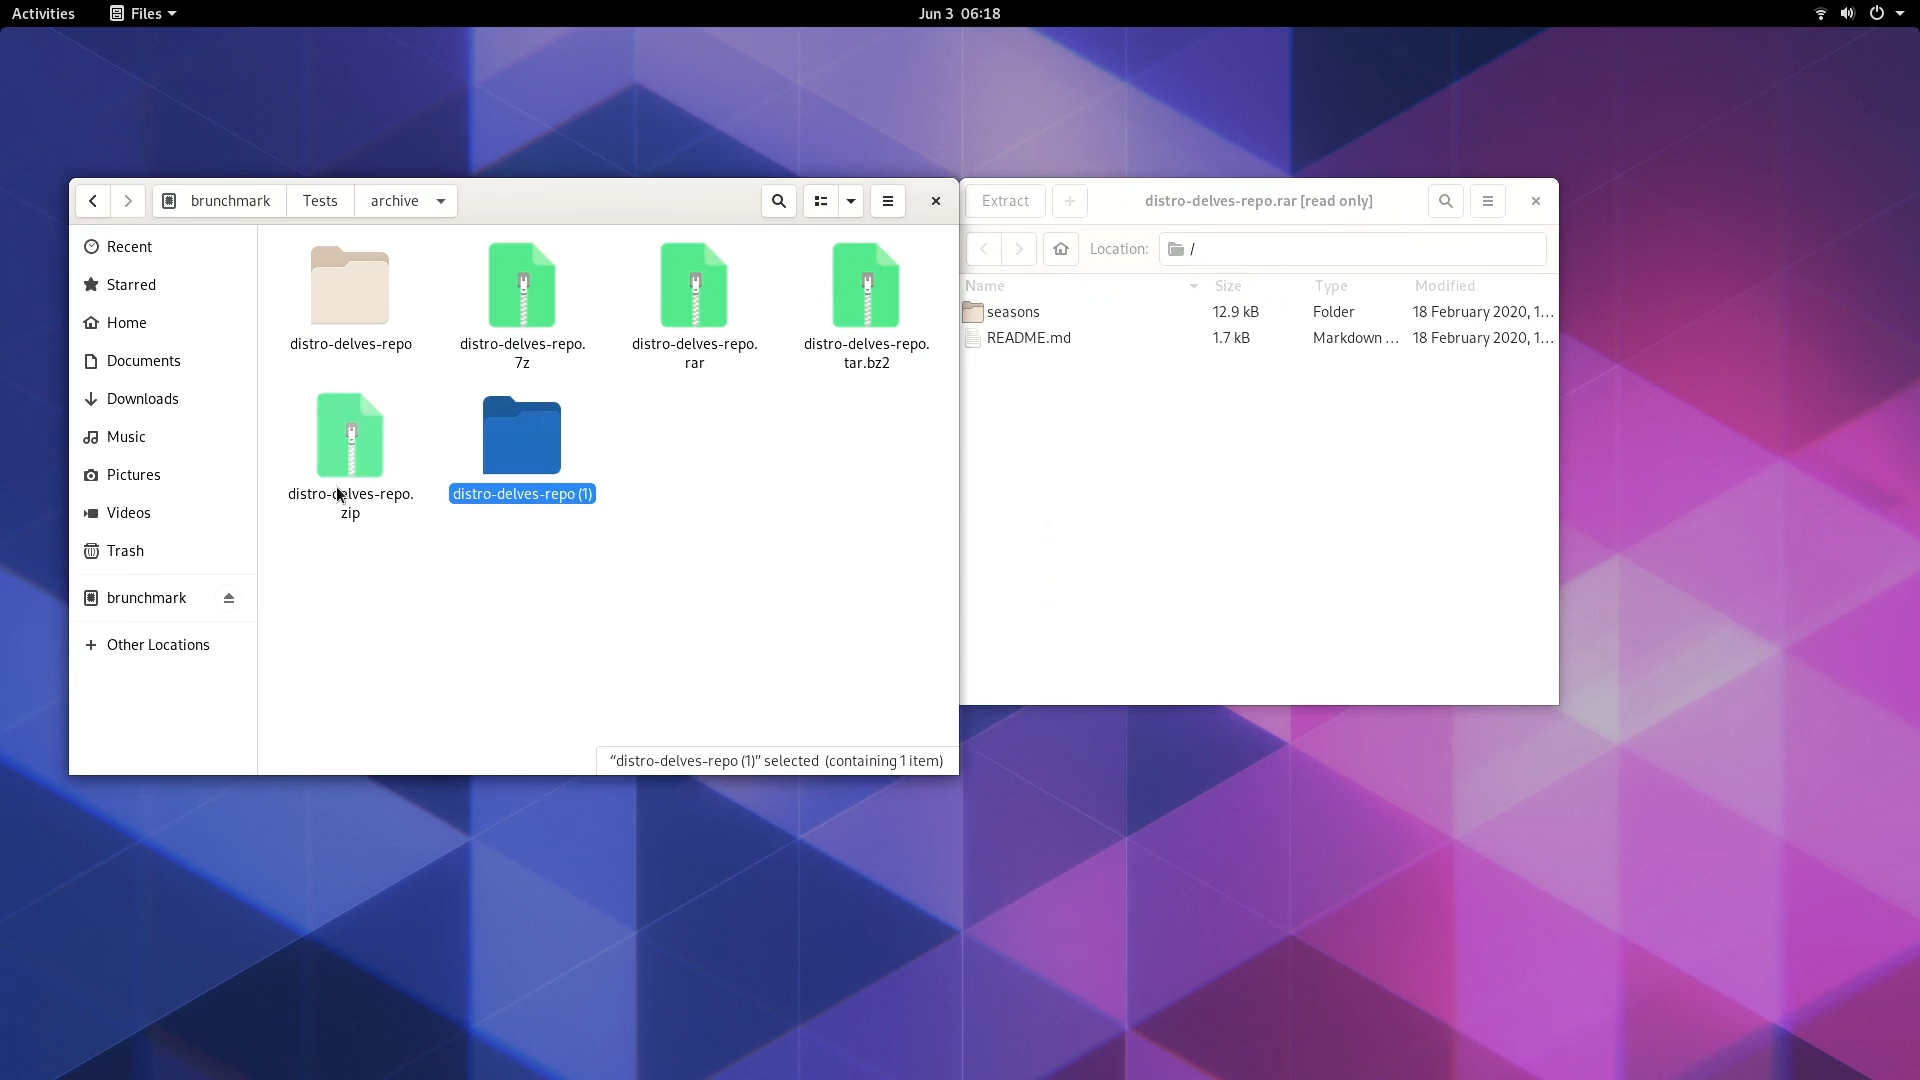 Activities
Files
Jun 3 06:18
brunchmark
Tests
archive
Recent
Starred
Home
Documents
Downloads
Music
Pictures
Videos
Trash
brunchmark
Other Locations
distro-delves-repo
distro-delves-repo.
7z
distro-delves-repo.
rar
distro-delves-repo.
tar.bz2
distro-delves-repo.
zip
distro-delves-repo (1)
“distro-delves-repo (1)” selected (containing 1 item)
Extract
distro-delves-repo.rar [read only]
Location:
/
Name Size Type Modified
seasons 12.9 kB Folder 18 February 2020, 1…
README.md 1.7 kB Markdown … 18 February 2020, 1…